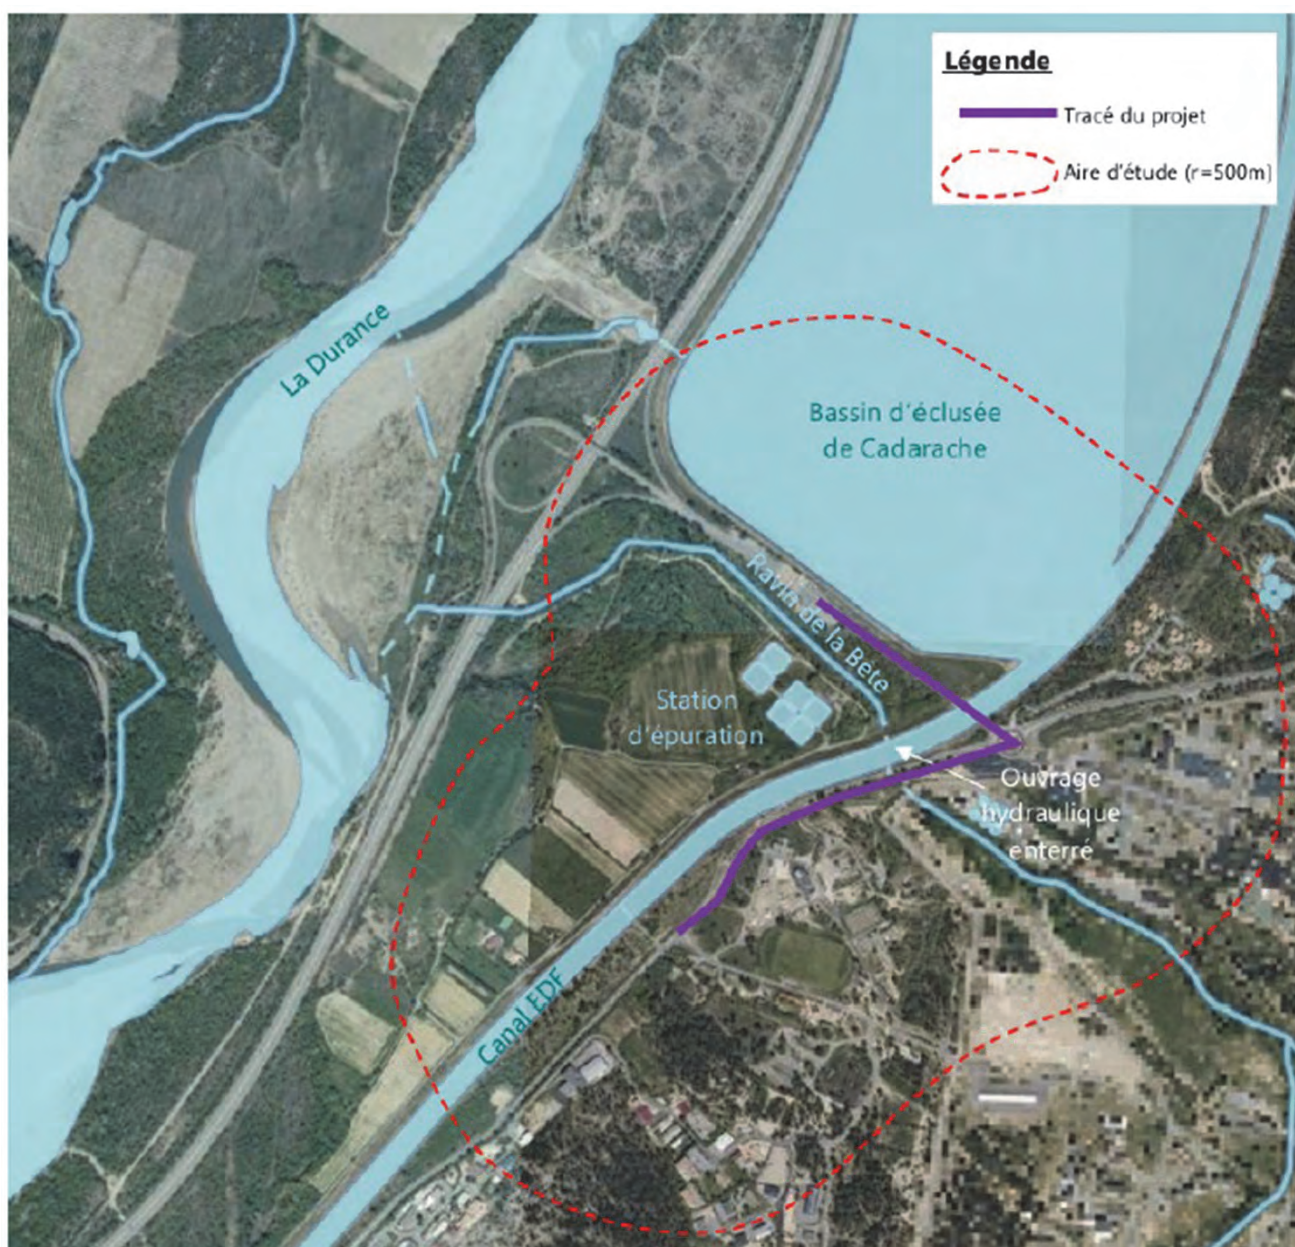 Légende
Tracé du projet
Aire d'étude (r=500m)
La Durance
Bassin d'éclusée
de Cadarache
Ravin de la Bête
Station
d'épuration
Ouvrage
hydraulique
enterré
Canal EDF